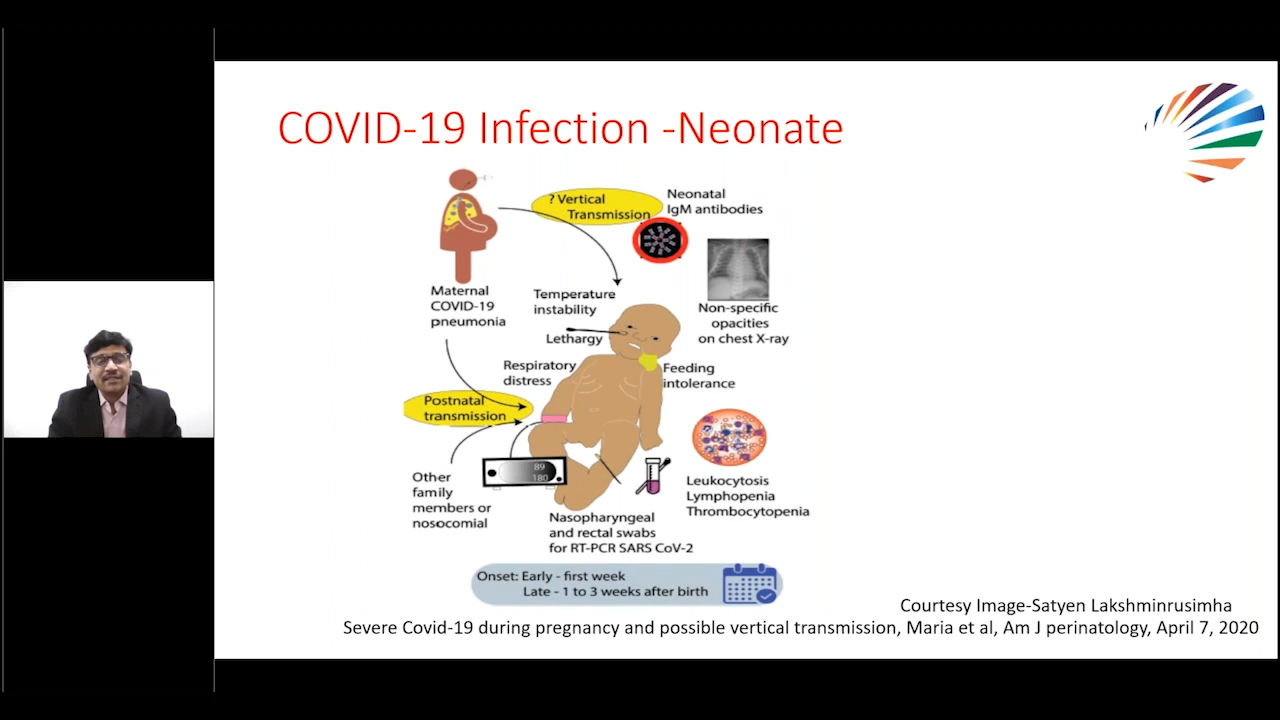 COVID-19 Infection -Neonate
? Vertical
Transmission
Neonatal
IgM antibodies
Maternal
COVID-19
pneumonia
Temperature
instability
Non-specific
opacities
on chest X-ray
Lethargy
Respiratory
distress
Feeding
intolerance
Postnatal
transmission
89
180
Other
family
members or
nosocomial
Leukocytosis
Lymphopenia
Thrombocytopenia
Nasopharyngeal
and rectal swabs
for RT-PCR SARS CoV-2
Onset: Early - first week
Late - 1 to 3 weeks after birth
Courtesy Image-Satyen Lakshminrusimha
Severe Covid-19 during pregnancy and possible vertical transmission, Maria et al, Am J perinatology, April 7, 2020